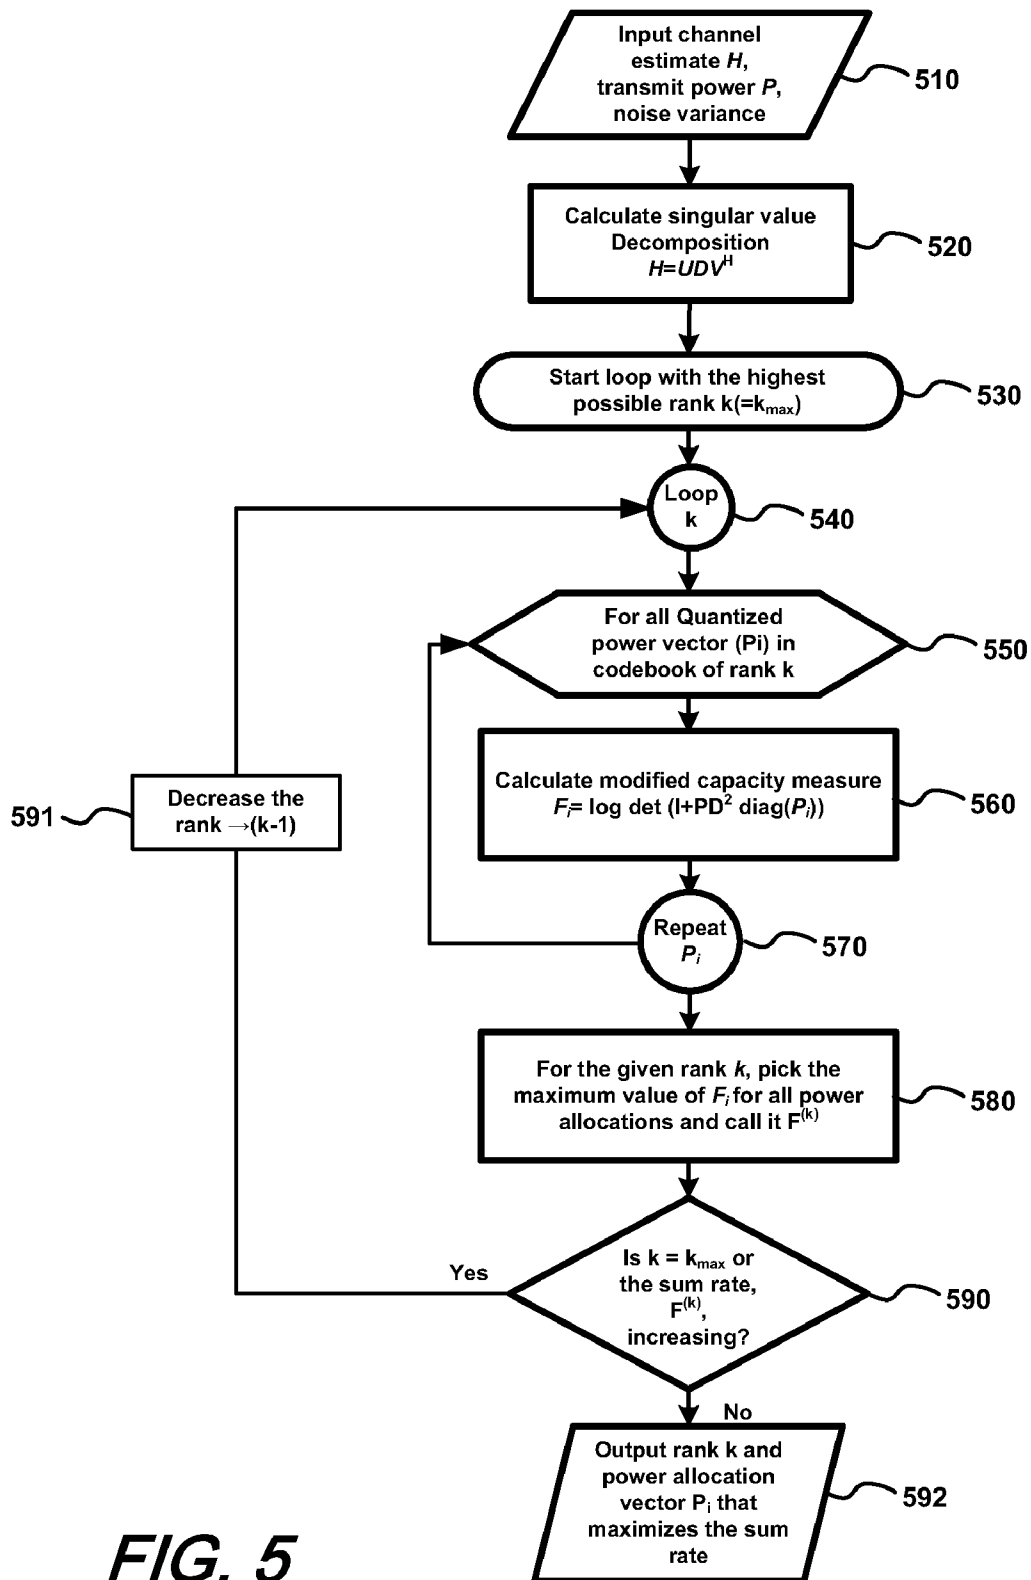 Input channel
estimate H,
transmit power P,
noise variance
510
Calculate singular value
Decomposition
H=UDV^H
520
Start loop with the highest
possible rank k(=k_max)
530
Loop
k
540
For all Quantized
power vector (Pi) in
codebook of rank k
550
Calculate modified capacity measure
F_i= log det (I+PD² diag(P_i))
560
Decrease the
rank →(k-1)
591
Repeat
P_i
570
For the given rank k, pick the
maximum value of F_i for all power
allocations and call it F^(k)
580
Yes
Is k = k_max or
the sum rate,
F^(k),
increasing?
590
No
Output rank k and
power allocation
vector P_i that
maximizes the sum
rate
592
FIG. 5